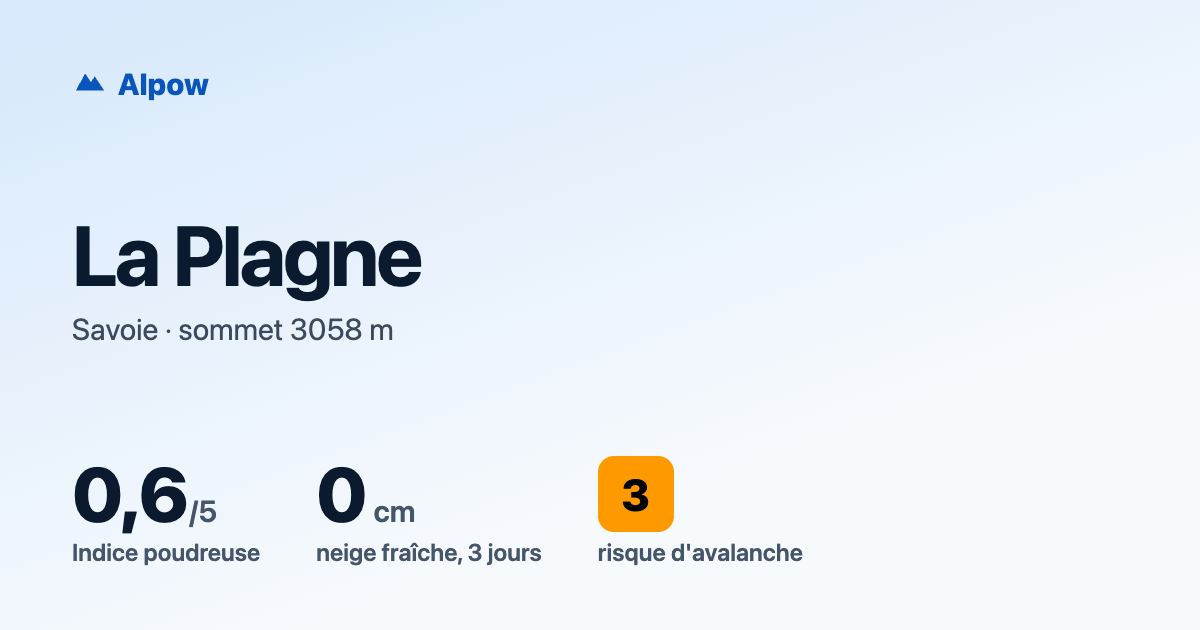 Alpow
La Plagne
Savoie · sommet 3058 m
0,6/5
Indice poudreuse
0 cm
neige fraîche, 3 jours
3
risque d'avalanche